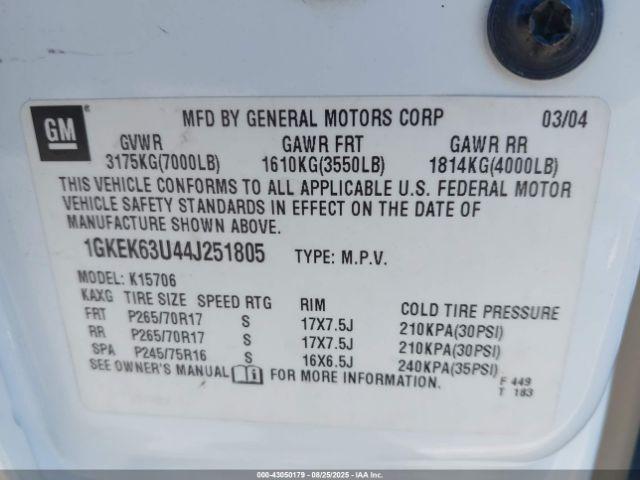 GM ®
MFD BY GENERAL MOTORS CORP 03/04
GVWR GAWR FRT GAWR RR
3175KG(7000LB) 1610KG(3550LB) 1814KG(4000LB)
THIS VEHICLE CONFORMS TO ALL APPLICABLE U.S. FEDERAL MOTOR
VEHICLE SAFETY STANDARDS IN EFFECT ON THE DATE OF
MANUFACTURE SHOWN ABOVE.
1GKEK63U44J251805 TYPE: M.P.V.
MODEL: K15706
KAXG TIRE SIZE SPEED RTG RIM COLD TIRE PRESSURE
FRT P265/70R17 S 17X7.5J 210KPA(30PSI)
RR P265/70R17 S 17X7.5J 210KPA(30PSI)
SPA P245/75R16 S 16X6.5J 240KPA(35PSI)
SEE OWNER'S MANUAL FOR MORE INFORMATION.
F 449
T 183
000-43050179 - 08/25/2025 - IAAI.COM